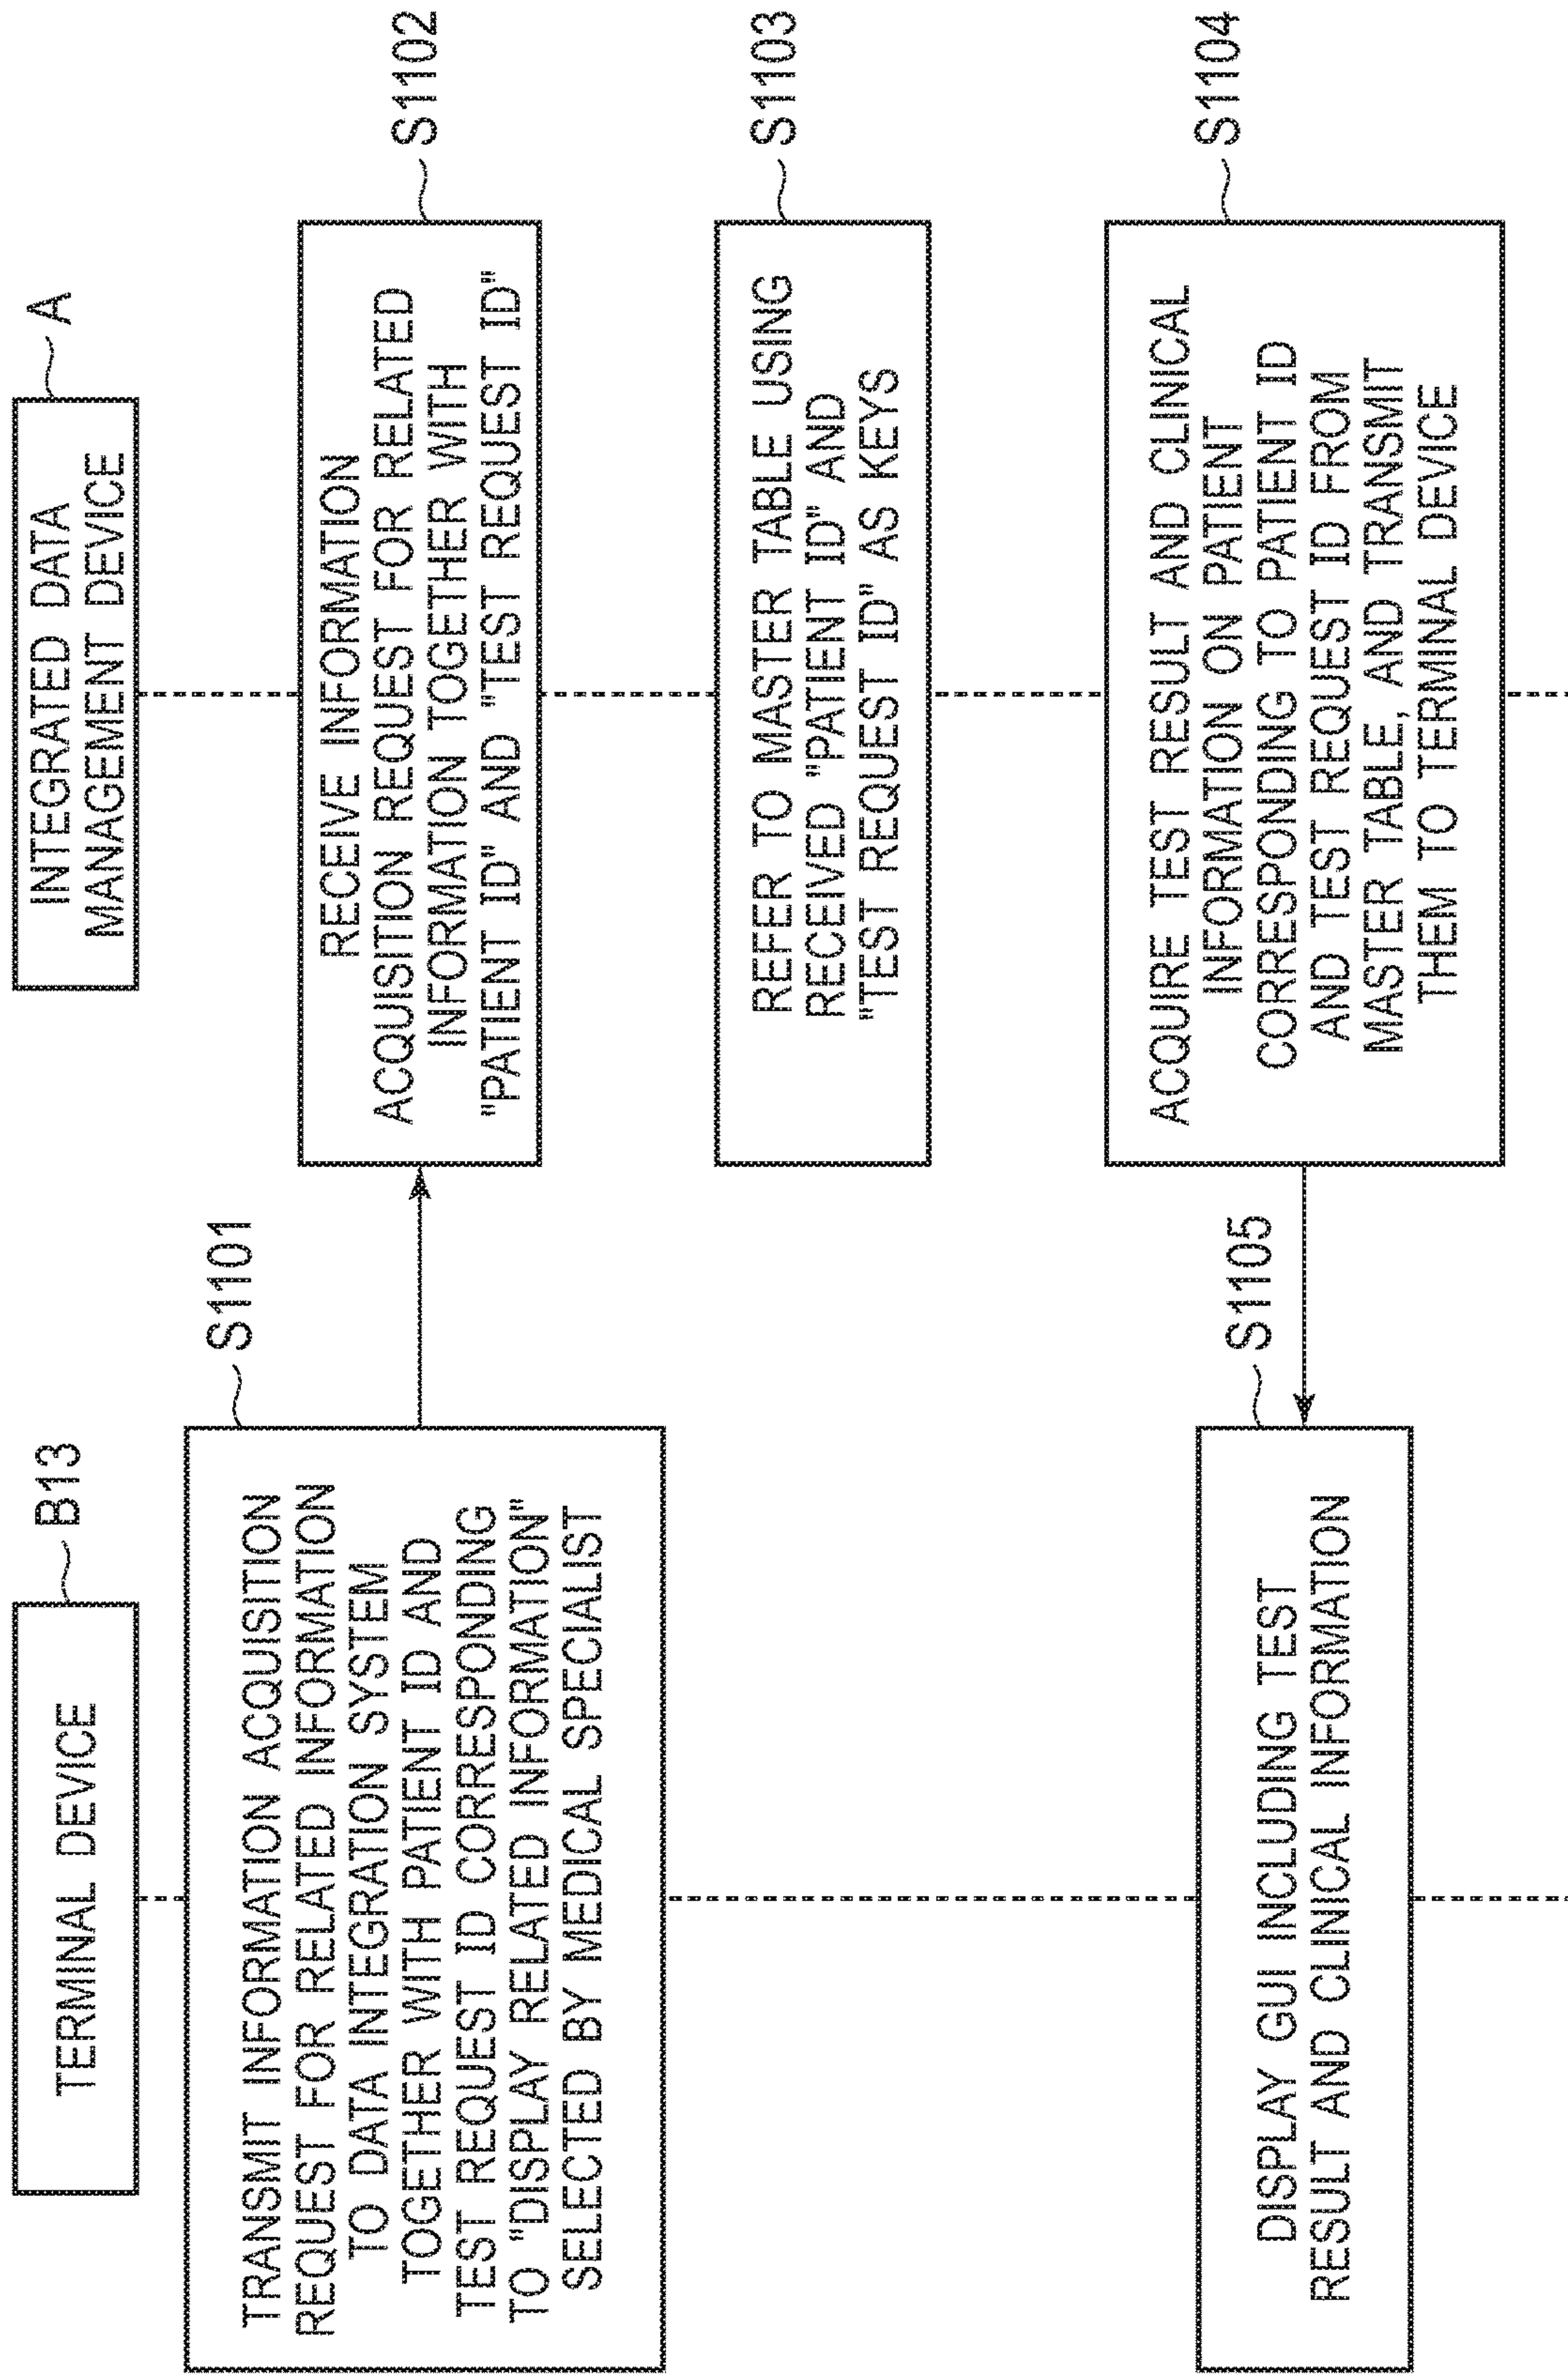 TERMINAL DEVICE
B13
INTEGRATED DATA
MANAGEMENT DEVICE
A
S1101
TRANSMIT INFORMATION ACQUISITION
REQUEST FOR RELATED INFORMATION
TO DATA INTEGRATION SYSTEM
TOGETHER WITH PATIENT ID AND
TEST REQUEST ID CORRESPONDING
TO "DISPLAY RELATED INFORMATION"
SELECTED BY MEDICAL SPECIALIST
S1102
RECEIVE INFORMATION
ACQUISITION REQUEST FOR RELATED
INFORMATION TOGETHER WITH
"PATIENT ID" AND "TEST REQUEST ID"
S1103
REFER TO MASTER TABLE USING
RECEIVED "PATIENT ID" AND
"TEST REQUEST ID" AS KEYS
S1104
ACQUIRE TEST RESULT AND CLINICAL
INFORMATION ON PATIENT
CORRESPONDING TO PATIENT ID
AND TEST REQUEST ID FROM
MASTER TABLE, AND TRANSMIT
THEM TO TERMINAL DEVICE
S1105
DISPLAY GUI INCLUDING TEST
RESULT AND CLINICAL INFORMATION